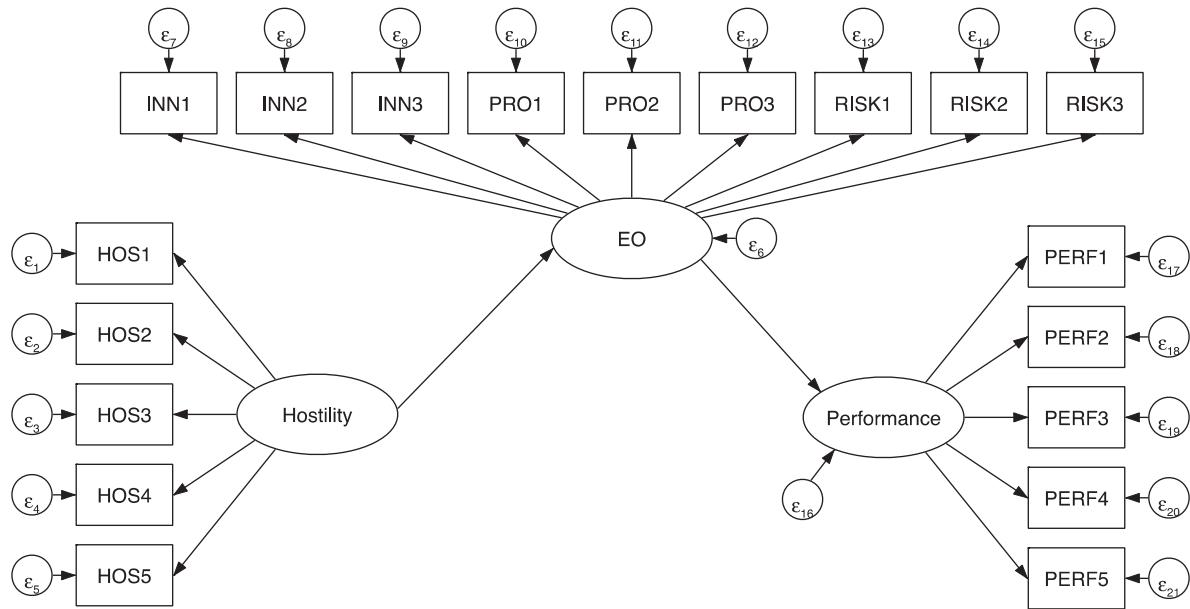 ε7 ε8 ε9 ε10 ε11 ε12 ε13 ε14 ε15
INN1 INN2 INN3 PRO1 PRO2 PRO3 RISK1 RISK2 RISK3
EO ε6
ε1 HOS1
ε2 HOS2
ε3 HOS3
ε4 HOS4
ε5 HOS5
Hostility
Performance
ε16
PERF1 ε17
PERF2 ε18
PERF3 ε19
PERF4 ε20
PERF5 ε21